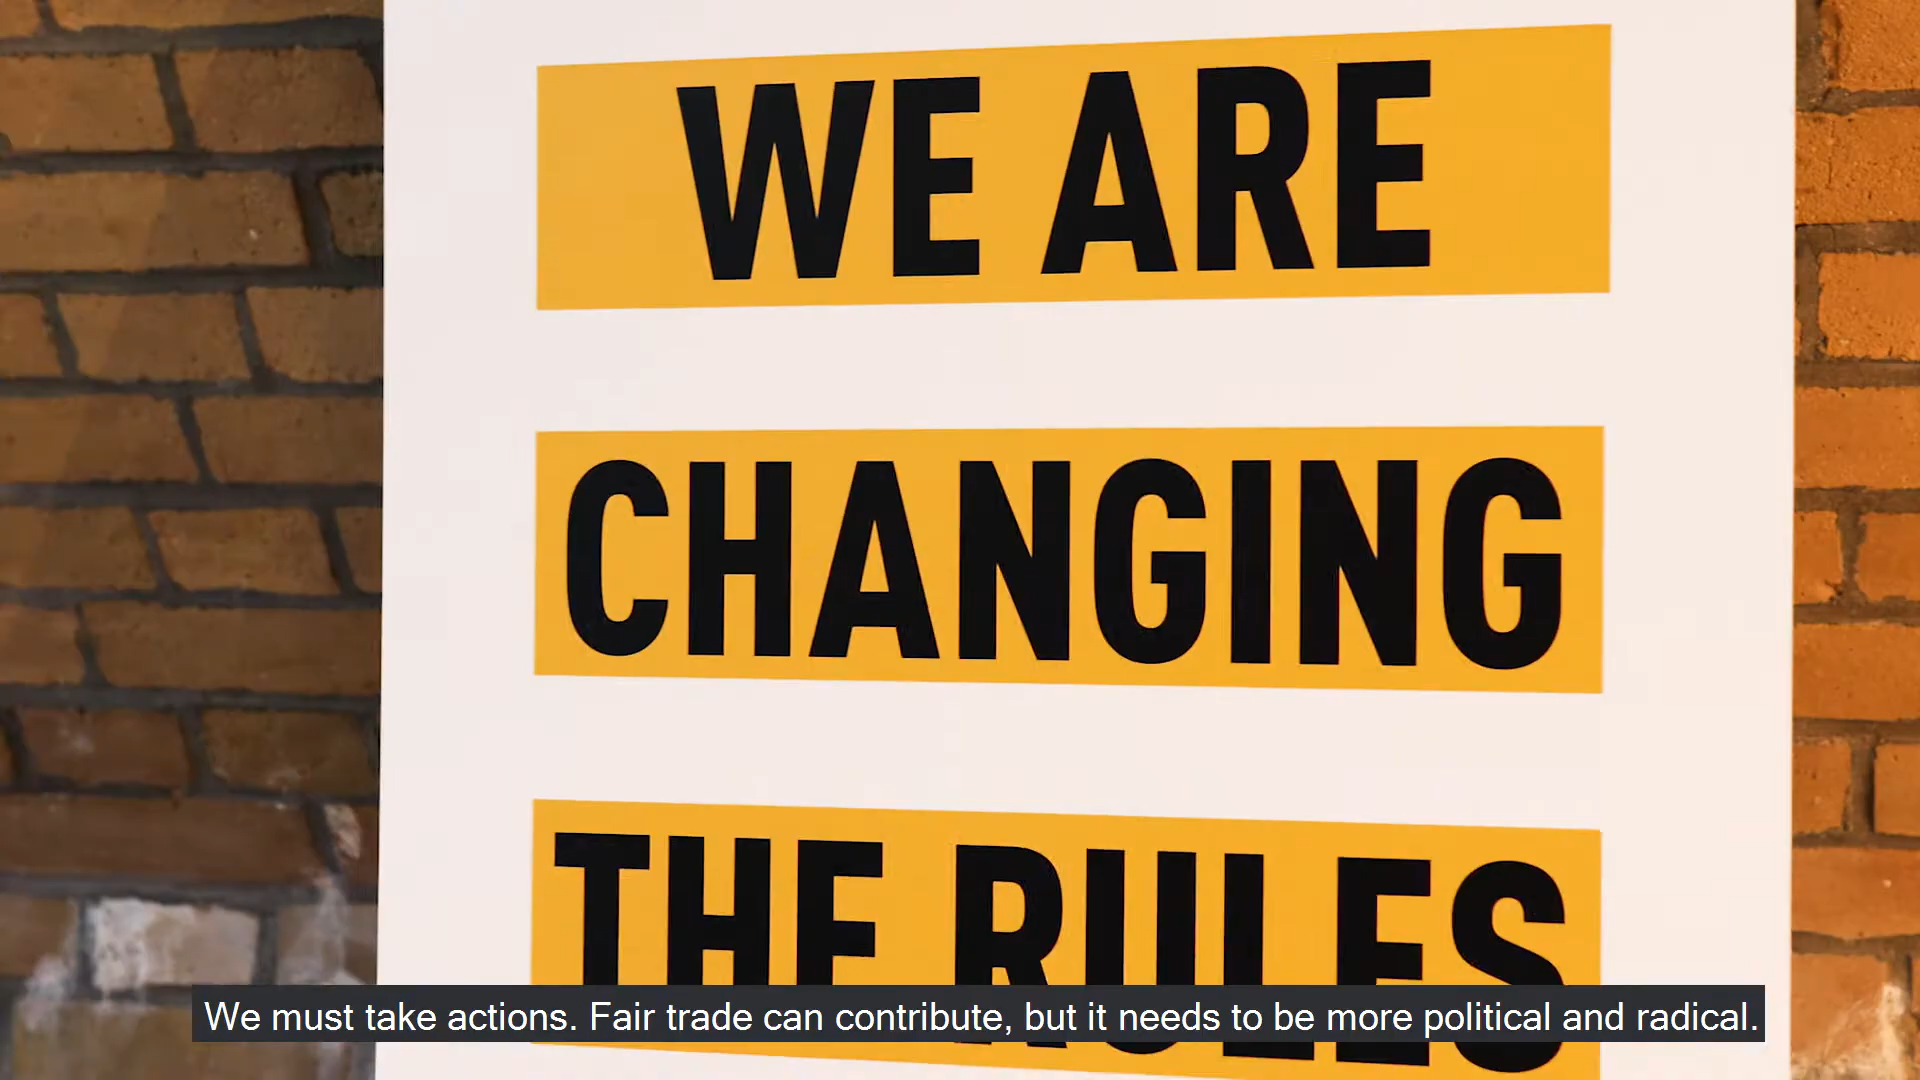 WE ARE
CHANGING
THE RULES
We must take actions. Fair trade can contribute, but it needs to be more political and radical.